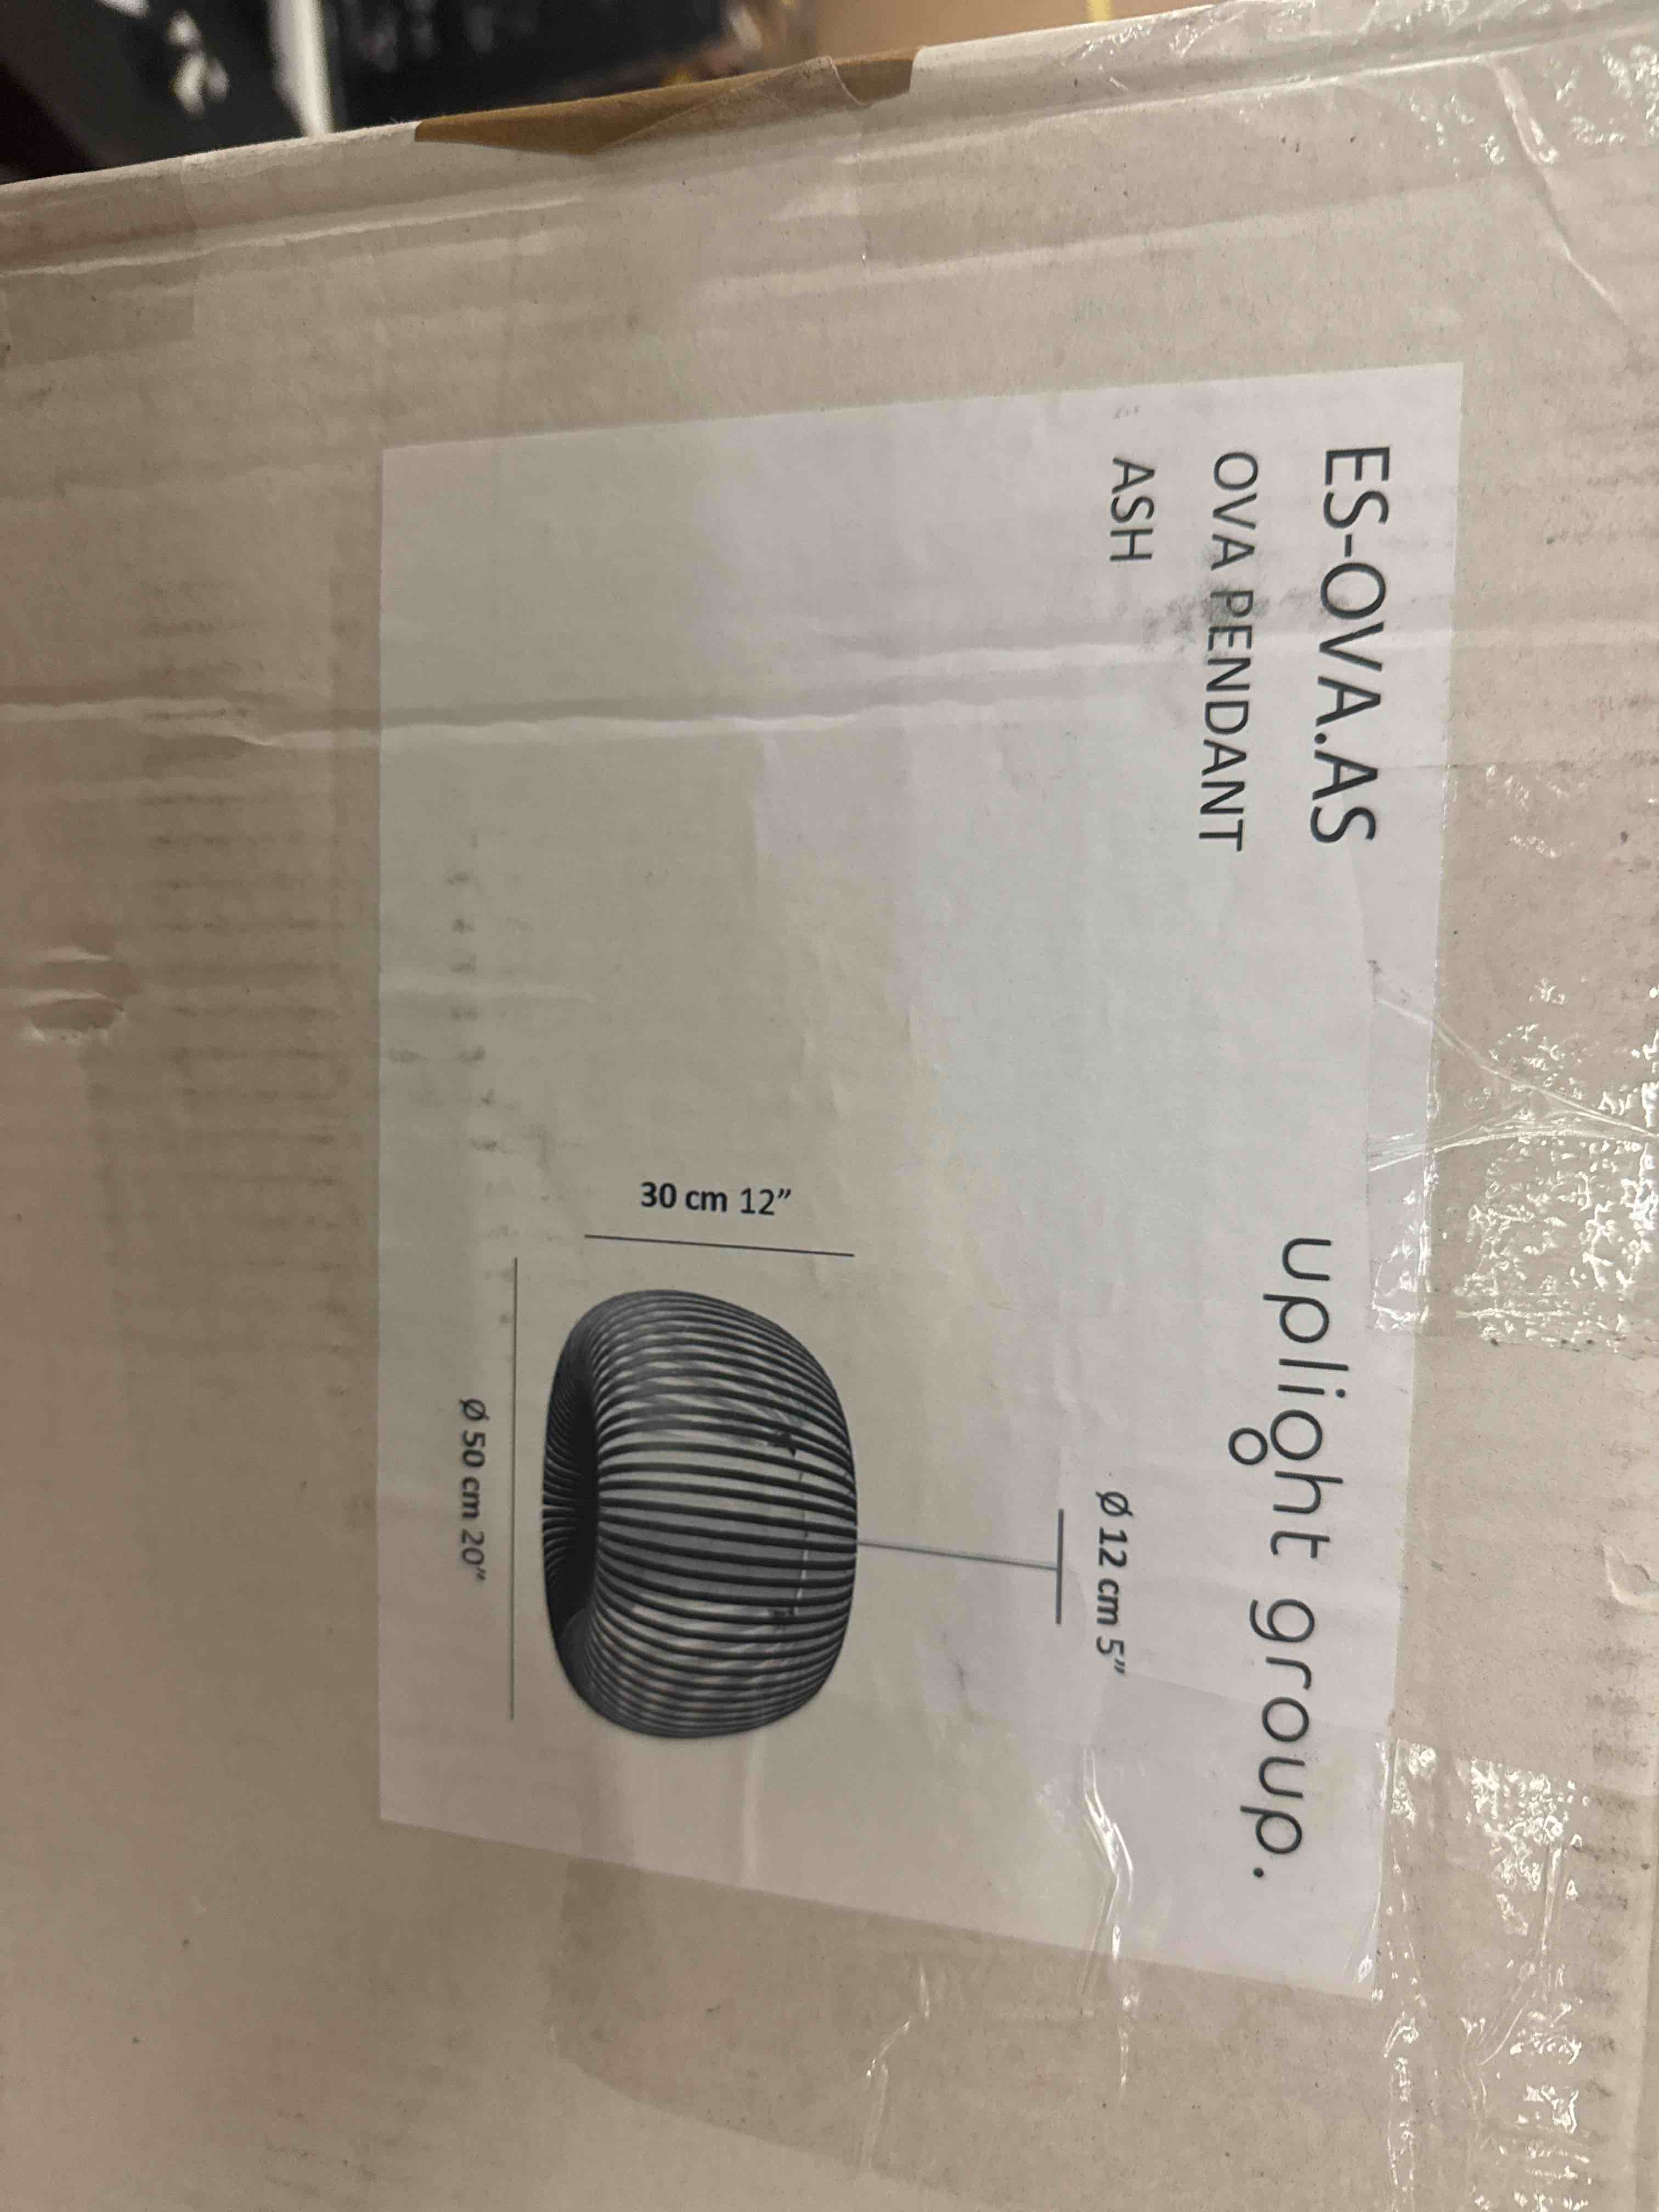 ES-OVA.AS
OVA PENDANT
ASH
uplight group.
Ø 12 cm 5”
30 cm 12”
Ø 50 cm 20”